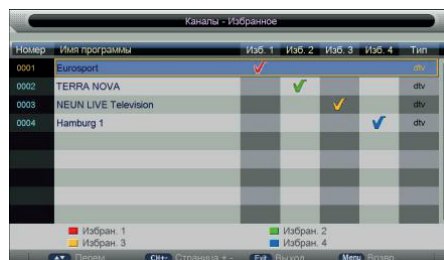 Каналы - Избранное
Номер Имя программы Изб. 1 Изб. 2 Изб. 3 Изб. 4 Тип
0001 Eurosport dtv
0002 TERRA NOVA dtv
0003 NEUN LIVE Television dtv
0004 Hamburg 1 dtv
Избран. 1 Избран. 2
Избран. 3 Избран. 4
Перем CH+- Страница + - Exit Выход Menu Возвр